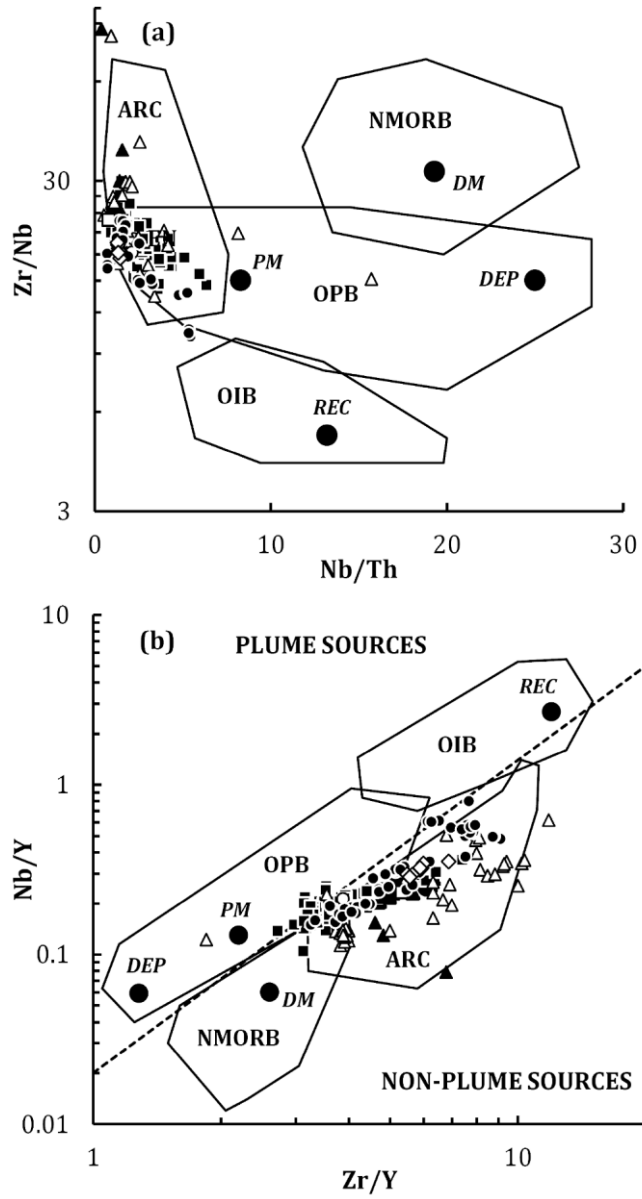 (a)
ARC
NMORB
DM
30
Zr/Nb
PM
DEP
OPB
OIB
REC
3
0
10
20
30
Nb/Th
10
(b)
PLUME SOURCES
REC
OIB
1
Nb/Y
OPB
PM
DEP
DM
ARC
0.1
NMORB
NON-PLUME SOURCES
0.01
1
10
Zr/Y